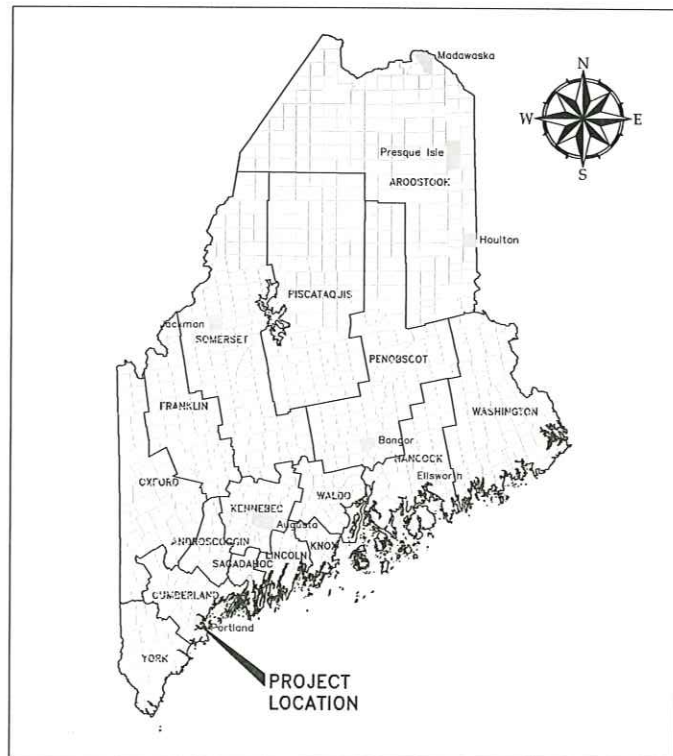 Madawaska
N
W
E
S
Presque Isle
AROOSTOOK
Houlton
PISCATAQUIS
Jackman
SOMERSET
PENOBSCOT
FRANKLIN
WASHINGTON
Bangor
HANCOCK
Ellsworth
OXFORD
WALDO
KENNEBEC
Augusta
KNOX
ANDROSCOGGIN
LINCOLN
SAGADAHOC
CUMBERLAND
Portland
YORK
PROJECT
LOCATION